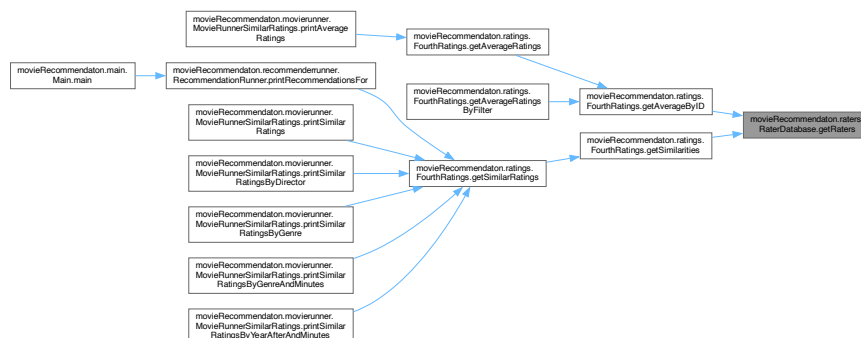 movieRecommendaton.movierunner.
MovieRunnerSimilarRatings.printAverage
Ratings
movieRecommendaton.ratings.
FourthRatings.getAverageRatings
movieRecommendaton.main.
Main.main
movieRecommendaton.recommenderrunner.
RecommendationRunner.printRecommendationsFor
movieRecommendaton.ratings.
FourthRatings.getAverageRatings
ByFilter
movieRecommendaton.ratings.
FourthRatings.getAverageByID
movieRecommendaton.raters.
RaterDatabase.getRaters
movieRecommendaton.movierunner.
MovieRunnerSimilarRatings.printSimilar
Ratings
movieRecommendaton.ratings.
FourthRatings.getSimilarities
movieRecommendaton.movierunner.
MovieRunnerSimilarRatings.printSimilar
RatingsByDirector
movieRecommendaton.ratings.
FourthRatings.getSimilarRatings
movieRecommendaton.movierunner.
MovieRunnerSimilarRatings.printSimilar
RatingsByGenre
movieRecommendaton.movierunner.
MovieRunnerSimilarRatings.printSimilar
RatingsByGenreAndMinutes
movieRecommendaton.movierunner.
MovieRunnerSimilarRatings.printSimilar
RatingsByYearAfterAndMinutes